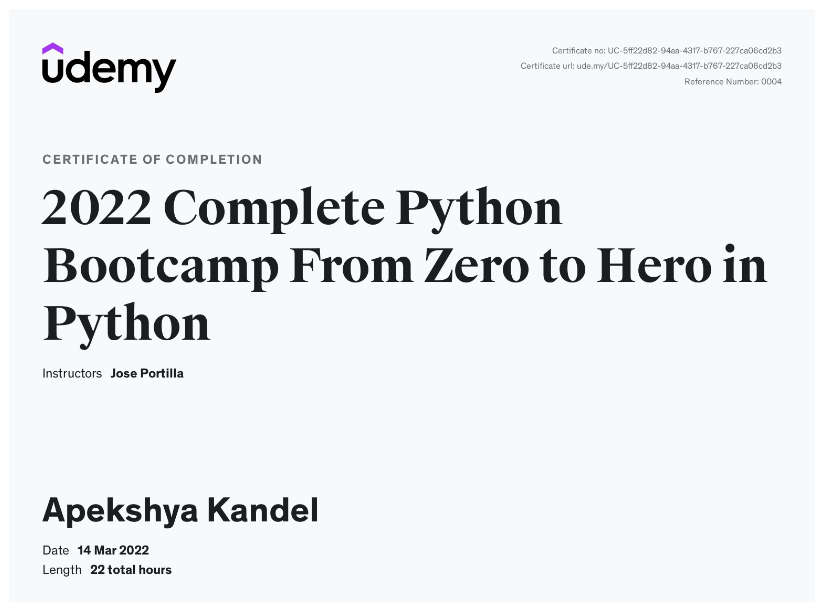 udemy
Certificate no: UC-5ff22d82-94aa-4317-b767-227ca06cd2b3
Certificate url: ude.my/UC-5ff22d82-94aa-4317-b767-227ca06cd2b3
Reference Number: 0004
CERTIFICATE OF COMPLETION
2022 Complete Python
Bootcamp From Zero to Hero in
Python
Instructors Jose Portilla
Apekshya Kandel
Date 14 Mar 2022
Length 22 total hours